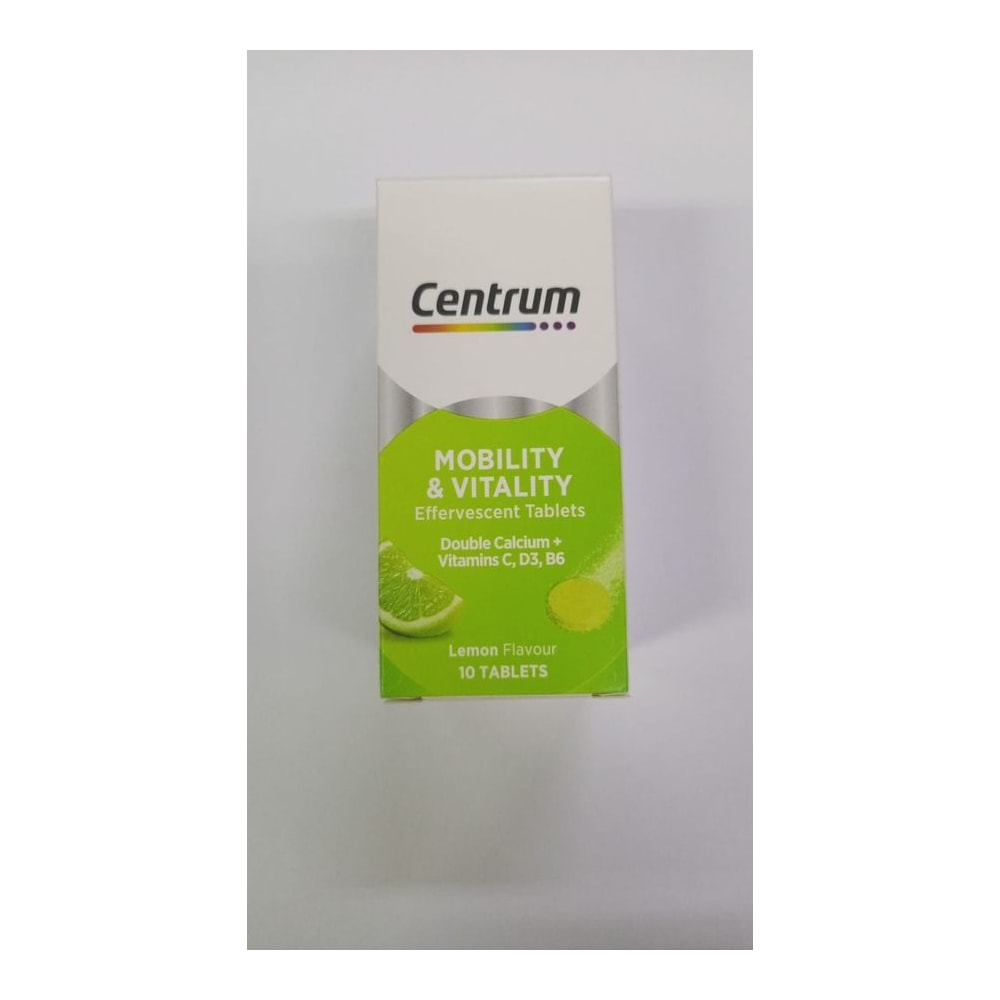 Centrum
MOBILITY
& VITALITY
Effervescent Tablets
Double Calcium +
Vitamins C, D3, B6
Lemon Flavour
10 TABLETS